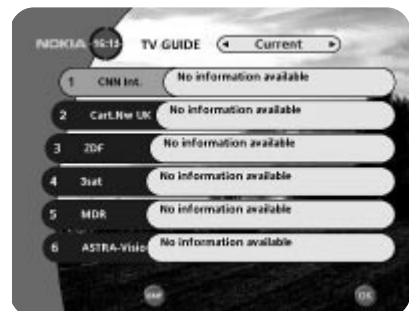 NOKIA 16:13 TV GUIDE Current
1 CNN Int. No information available
2 Cart.Nw UK No information available
3 ZDF No information available
4 3sat No information available
5 MDR No information available
6 ASTRA-Visio No information available
OK